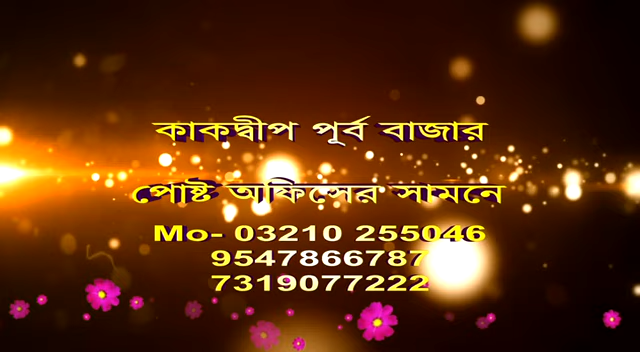 কাকদ্বীপ পূর্ব বাজার
পোষ্ট অফিসের সামনে
Mo- 03210 255046
9547866787
7319077222